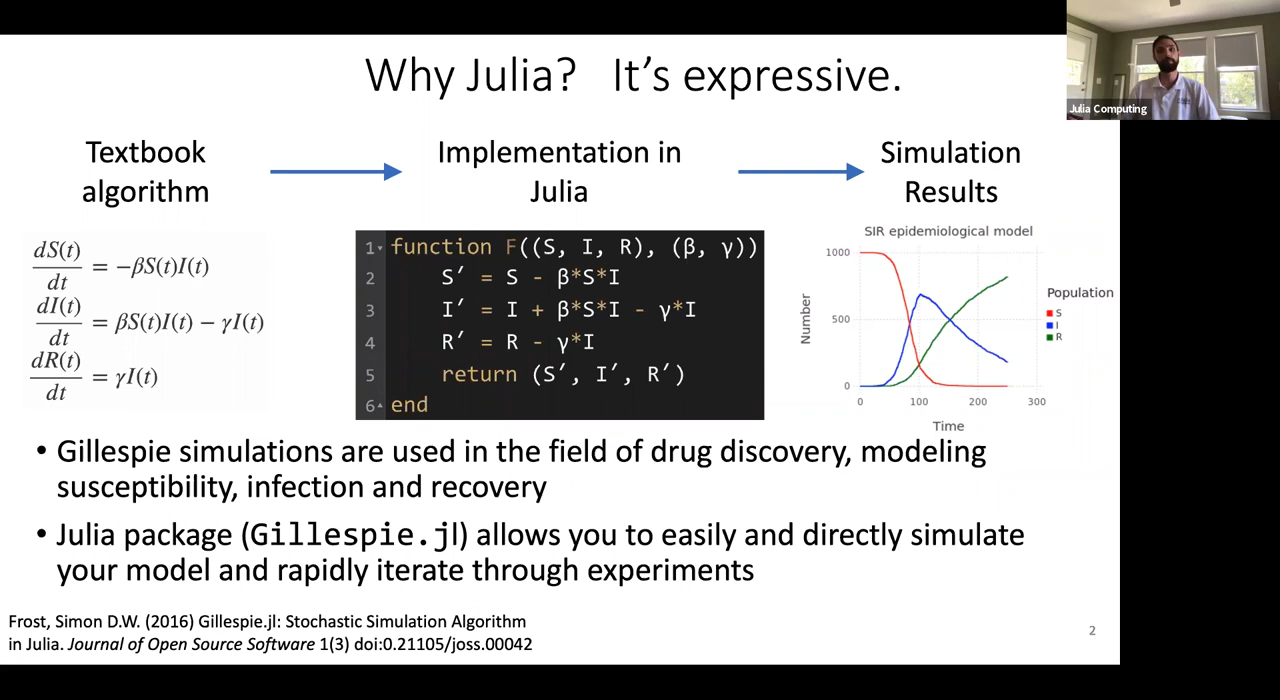 Why Julia? It's expressive.
Julia Computing
Textbook
algorithm
Implementation in
Julia
Simulation
Results
dS(t)/dt = −βS(t)I(t)
dI(t)/dt = βS(t)I(t) − γI(t)
dR(t)/dt = γI(t)
1 function F((S, I, R), (β, γ))
2 S′ = S - β*S*I
3 I′ = I + β*S*I - γ*I
4 R′ = R - γ*I
5 return (S′, I′, R′)
6 end
SIR epidemiological model
1000
500
0
Number
0 100 200 300
Time
Population
S
I
R
• Gillespie simulations are used in the field of drug discovery, modeling
susceptibility, infection and recovery
• Julia package (Gillespie.jl) allows you to easily and directly simulate
your model and rapidly iterate through experiments
Frost, Simon D.W. (2016) Gillespie.jl: Stochastic Simulation Algorithm
in Julia. Journal of Open Source Software 1(3) doi:0.21105/joss.00042
2